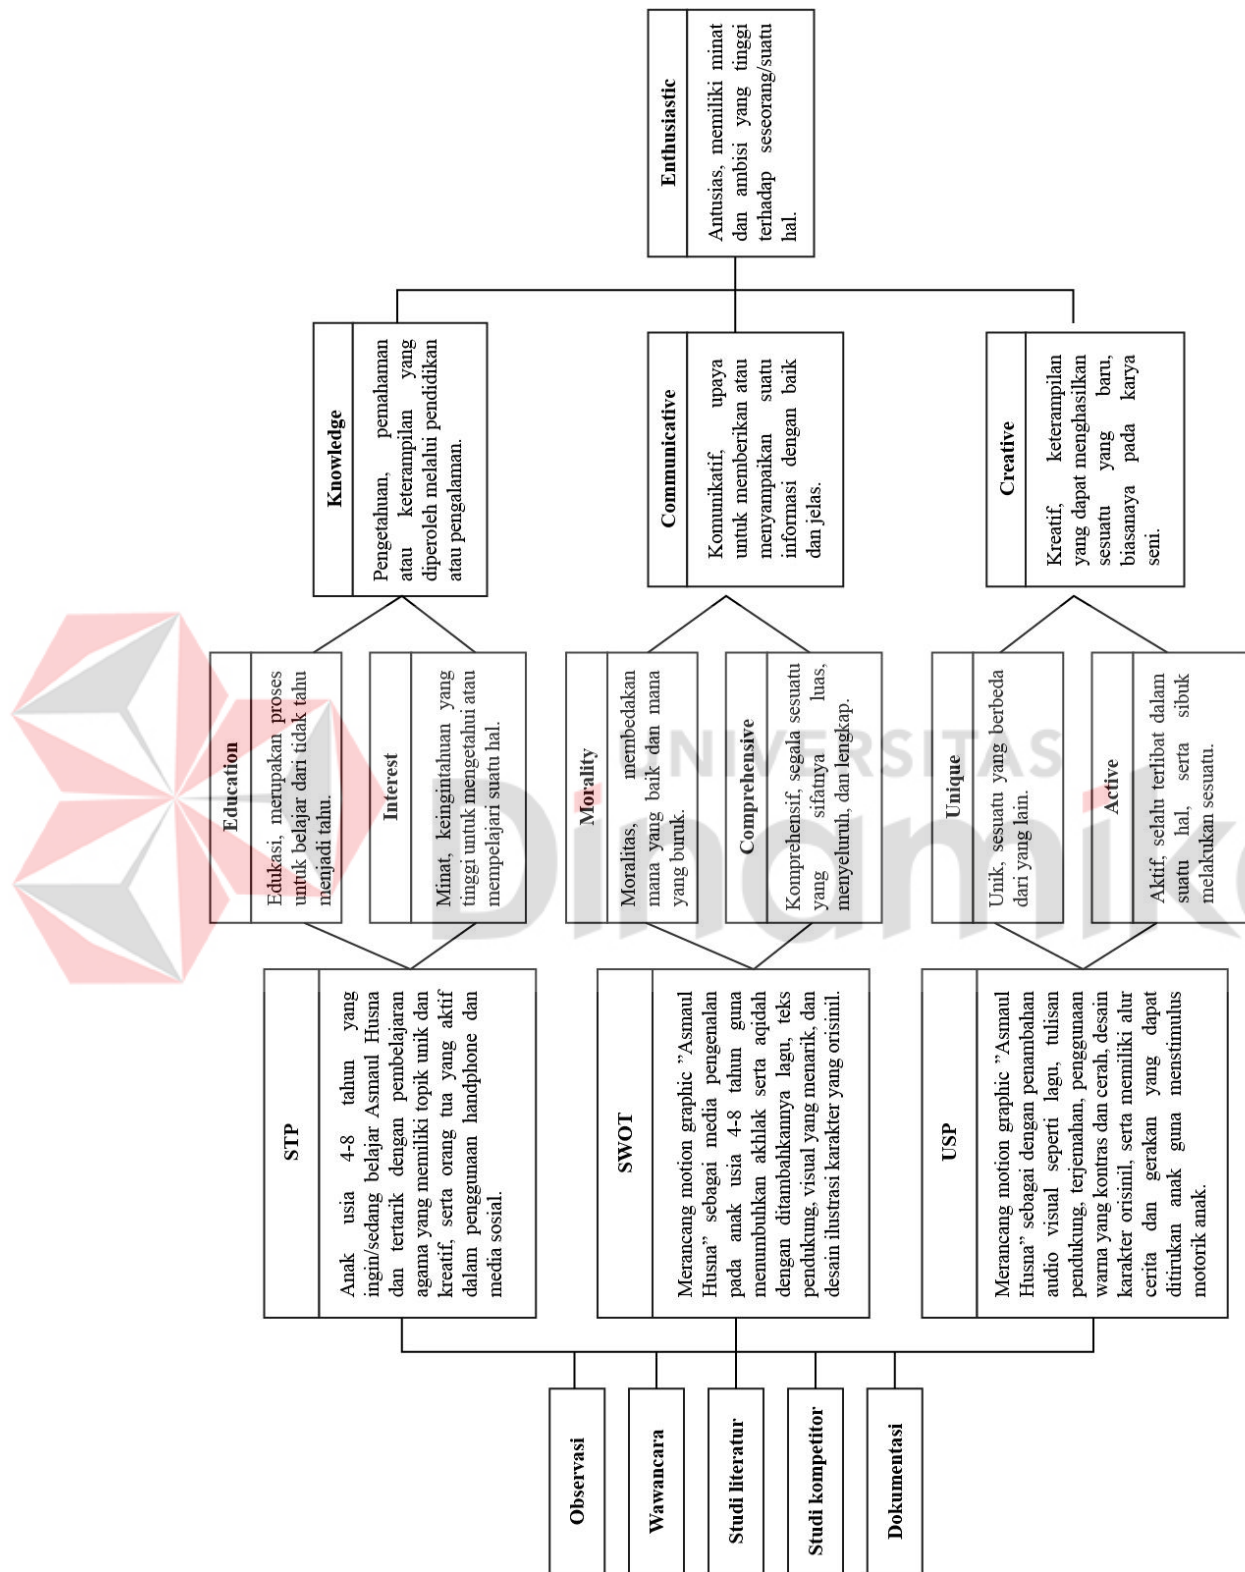 Observasi
Wawancara
Studi literatur
Studi kompetitor
Dokumentasi
STP
Anak usia 4-8 tahun yang
ingin/sedang belajar Asmaul Husna
dan tertarik dengan pembelajaran
agama yang memiliki topik unik dan
kreatif, serta orang tua yang aktif
dalam penggunaan handphone dan
media sosial.
SWOT
Merancang motion graphic ”Asmaul
Husna” sebagai media pengenalan
pada anak usia 4-8 tahun guna
menumbuhkan akhlak serta aqidah
dengan ditambahkannya lagu, teks
pendukung, visual yang menarik, dan
desain ilustrasi karakter yang orisinil.
USP
Merancang motion graphic ”Asmaul
Husna” sebagai dengan penambahan
audio visual seperti lagu, tulisan
pendukung, terjemahan, penggunaan
warna yang kontras dan cerah, desain
karakter orisinil, serta memiliki alur
cerita dan gerakan yang dapat
ditirukan anak guna menstimulus
motorik anak.
Education
Edukasi, merupakan proses
untuk belajar dari tidak tahu
menjadi tahu.
Interest
Minat, keingintahuan yang
tinggi untuk mengetahui atau
mempelajari suatu hal.
Morality
Moralitas, membedakan
mana yang baik dan mana
yang buruk.
Comprehensive
Komprehensif, segala sesuatu
yang sifatnya luas,
menyeluruh, dan lengkap.
Unique
Unik, sesuatu yang berbeda
dari yang lain.
Active
Aktif, selalu terlibat dalam
suatu hal, serta sibuk
melakukan sesuatu.
Knowledge
Pengetahuan, pemahaman
atau keterampilan yang
diperoleh melalui pendidikan
atau pengalaman.
Communicative
Komunikatif, upaya
untuk memberikan atau
menyampaikan suatu
informasi dengan baik
dan jelas.
Creative
Kreatif, keterampilan
yang dapat menghasilkan
sesuatu yang baru,
biasanaya pada karya
seni.
Enthusiastic
Antusias, memiliki minat
dan ambisi yang tinggi
terhadap seseorang/suatu
hal.
UNIVERSITAS
Dinamika